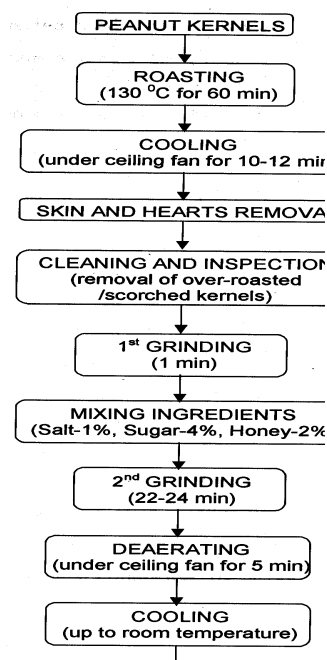 PEANUT KERNELS
ROASTING
(130 °C for 60 min)
COOLING
(under ceiling fan for 10-12 min
SKIN AND HEARTS REMOVA
CLEANING AND INSPECTION
(removal of over-roasted
/scorched kernels)
1st GRINDING
(1 min)
MIXING INGREDIENTS
(Salt-1%, Sugar-4%, Honey-2%
2nd GRINDING
(22-24 min)
DEAERATING
(under ceiling fan for 5 min)
COOLING
(up to room temperature)